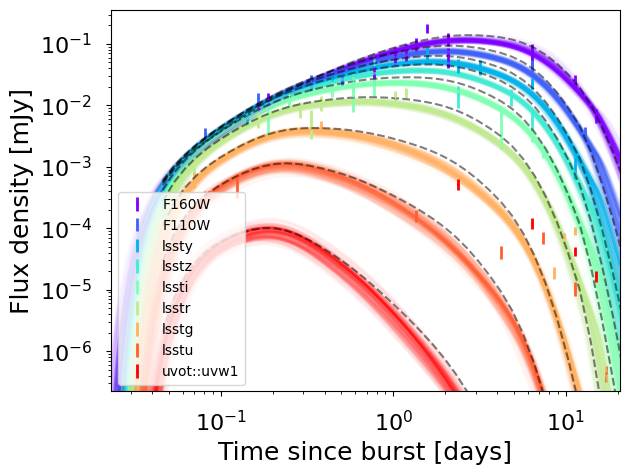 Flux density [mJy]
10⁻¹
10⁻²
10⁻³
10⁻⁴
10⁻⁵
10⁻⁶
F160W
F110W
lssty
lsstz
lssti
lsstr
lsstg
lsstu
uvot::uvw1
10⁻¹ 10⁰ 10¹
Time since burst [days]